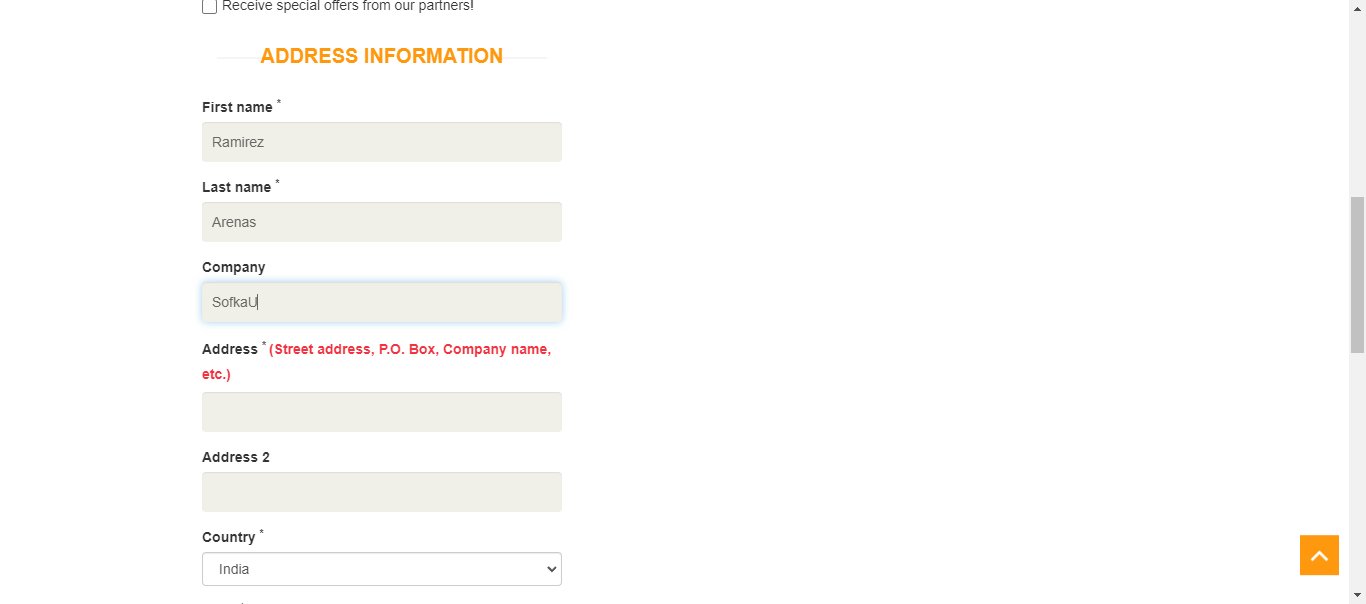 Receive special offers from our partners!
ADDRESS INFORMATION
First name *
Ramirez
Last name *
Arenas
Company
SofkaU
Address * (Street address, P.O. Box, Company name,
etc.)
Address 2
Country *
India